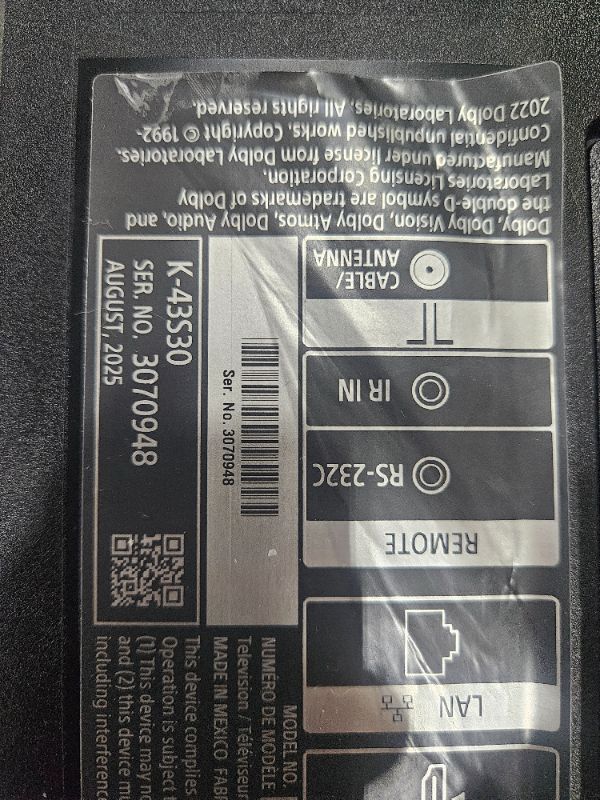 Dolby, Dolby Vision, Dolby Atmos, Dolby Audio, and
the double-D symbol are trademarks of Dolby
Laboratories Licensing Corporation.
Manufactured under license from Dolby Laboratories.
Confidential unpublished works. Copyright © 1992-
2022 Dolby Laboratories. All rights reserved.
CABLE/
ANTENNA
IR IN
RS-232C
REMOTE
LAN
K-43S30
SER. NO. 3070948
AUGUST, 2025
Ser. No. 3070948
MODEL NO.
NUMERO DE MODELE
Television / Téléviseur
MADE IN MEXICO
This device complies
Operation is subject t
(1) This device may no
and (2) this device mu
including interferenc